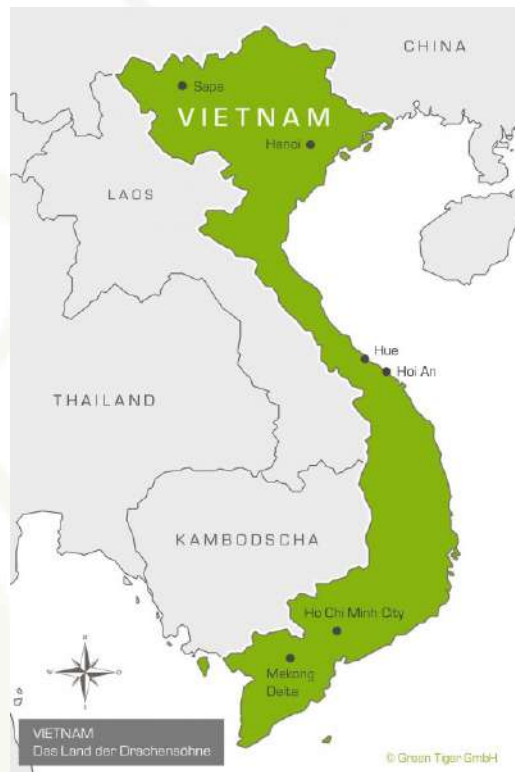 CHINA
Sapa
VIETNAM
Hanoi
LAOS
Hue
Hoi An
THAILAND
KAMBODSCHA
Ho Chi Minh City
Mekong
Delta
N
W
O
S
VIETNAM
Das Land der Drachensöhne
© Green Tiger GmbH